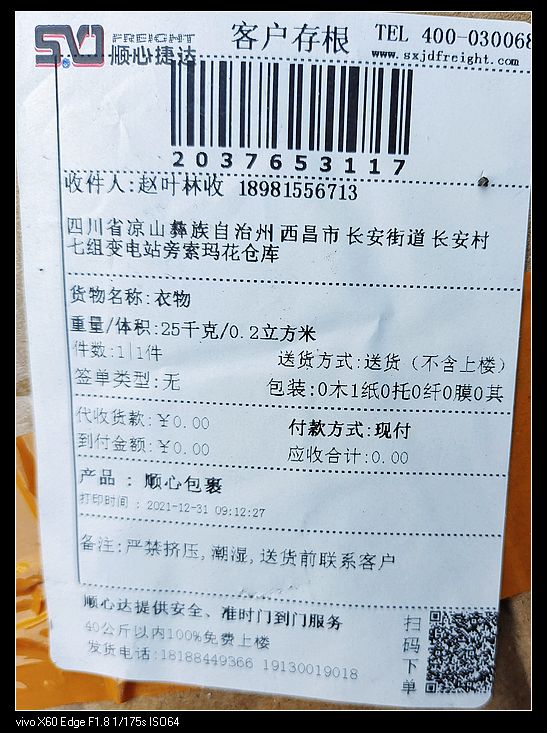 SXJD FREIGHT
顺心捷达
客户存根
TEL 400-030068
www.sxjdfreight.com
2037653117
收件人:赵叶林收 18981556713
四川省凉山彝族自治州 西昌市 长安街道 长安村
七组变电站旁索玛花仓库
货物名称:衣物
重量/体积:25千克/0.2立方米
件数:1|1件
送货方式:送货（不含上楼）
签单类型:无
包装:0木1纸0托0纤0膜0其
代收货款:￥0.00
付款方式:现付
到付金额:￥0.00
应收合计:0.00
产品 : 顺心包裹
打印时间 : 2021-12-31 09:12:27
备注:严禁挤压,潮湿,送货前联系客户
顺心达提供安全、准时门到门服务
40公斤以内100%免费上楼
发货电话:18188449366 19130019018
扫码下单
vivo X60 Edge F1.8 1/175s ISO64